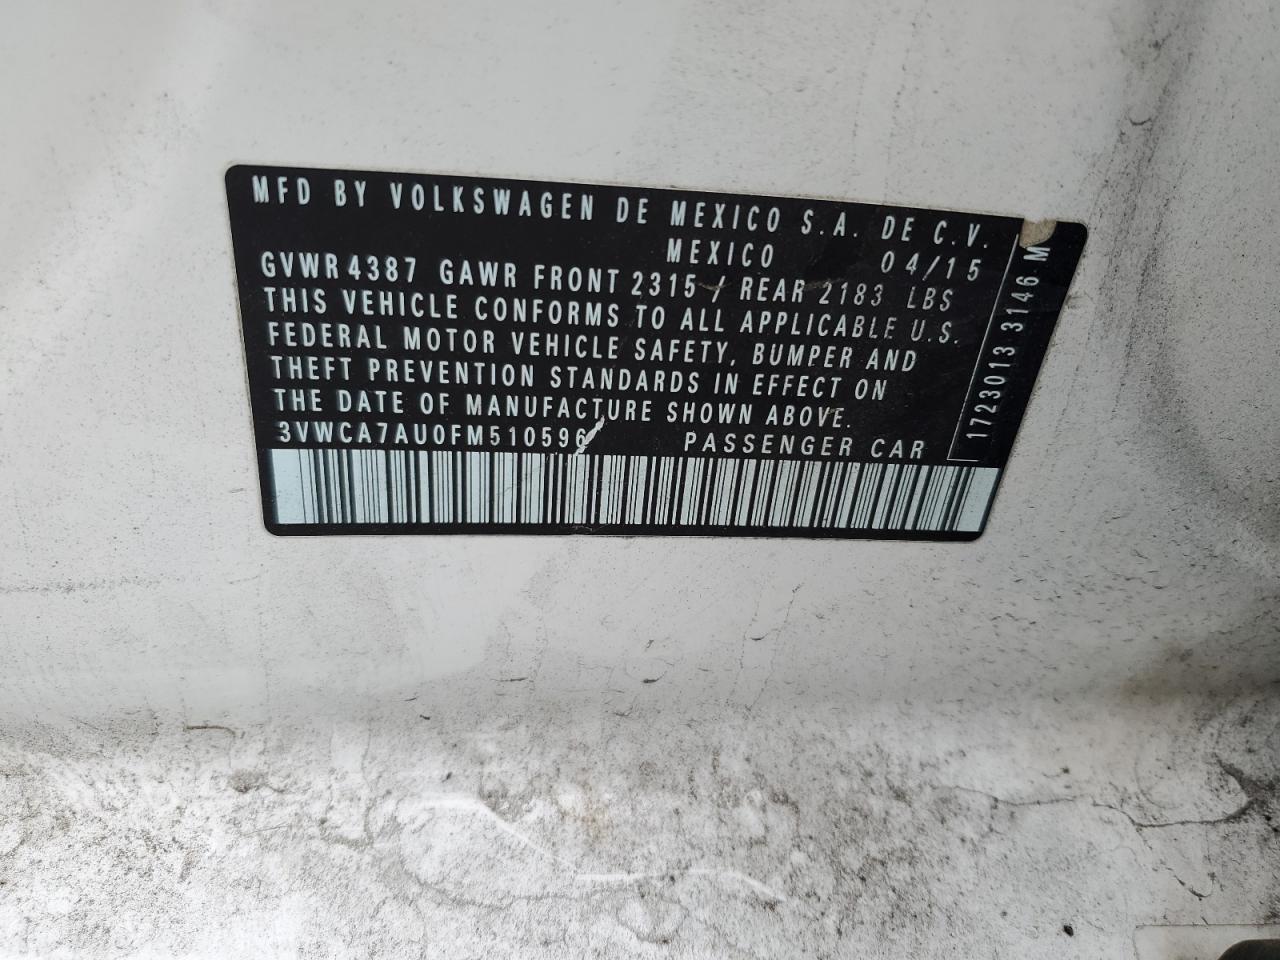 MFD BY VOLKSWAGEN DE MEXICO S.A. DE C.V.
MEXICO 04/15
GVWR 4387 GAWR FRONT 2315 / REAR 2183 LBS
THIS VEHICLE CONFORMS TO ALL APPLICABLE U.S.
FEDERAL MOTOR VEHICLE SAFETY, BUMPER AND
THEFT PREVENTION STANDARDS IN EFFECT ON
THE DATE OF MANUFACTURE SHOWN ABOVE.
3VWCA7AU0FM510596 PASSENGER CAR
1723013 3146 M